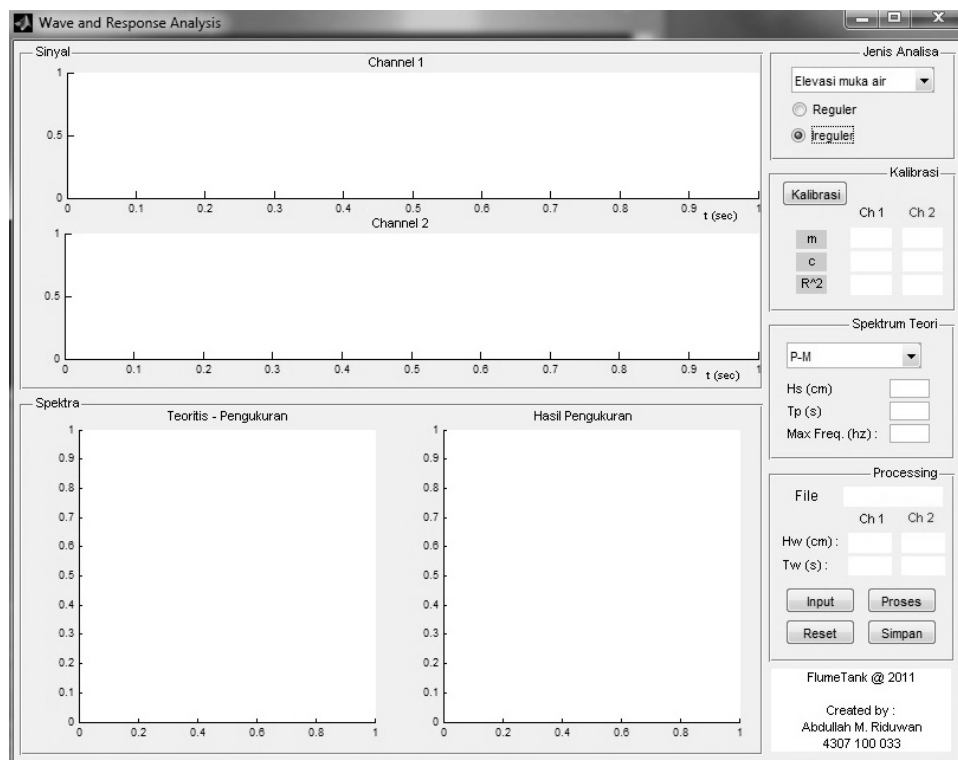 Wave and Response Analysis
Sinyal
Channel 1
1
0.5
0
0 0.1 0.2 0.3 0.4 0.5 0.6 0.7 0.8 0.9 1
t (sec)
Channel 2
1
0.5
0
0 0.1 0.2 0.3 0.4 0.5 0.6 0.7 0.8 0.9 1
t (sec)
Spektra
Teoritis - Pengukuran
1
0.9
0.8
0.7
0.6
0.5
0.4
0.3
0.2
0.1
0
0 0.2 0.4 0.6 0.8 1
Hasil Pengukuran
1
0.9
0.8
0.7
0.6
0.5
0.4
0.3
0.2
0.1
0
0 0.2 0.4 0.6 0.8 1
Jenis Analisa
Elevasi muka air
Reguler
Ireguler
Kalibrasi
Kalibrasi
Ch 1 Ch 2
m
c
R^2
Spektrum Teori
P-M
Hs (cm)
Tp (s)
Max Freq. (hz) :
Processing
File
Ch 1 Ch 2
Hw (cm) :
Tw (s) :
Input Proses
Reset Simpan
FlumeTank @ 2011
Created by :
Abdullah M. Riduwan
4307 100 033